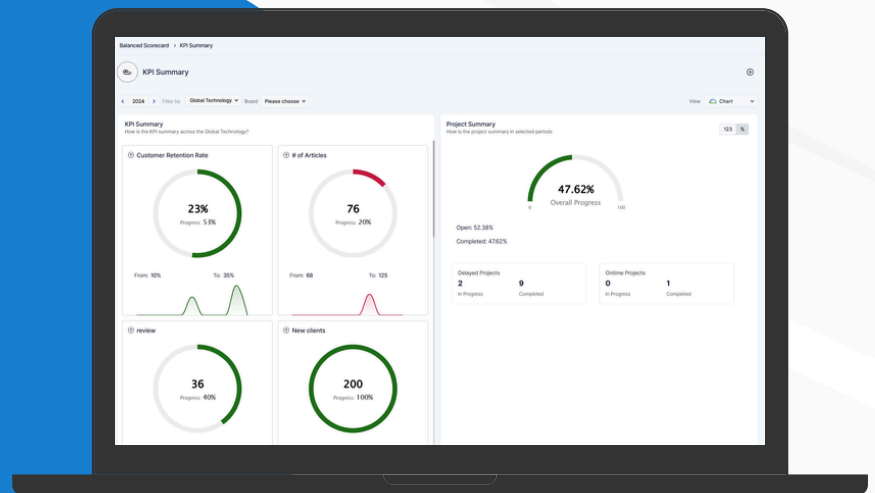 Balanced Scorecard › KPI Summary
KPI Summary
‹ 2024 › Filter by Global Technology Board Please choose
View Chart
KPI Summary
How is the KPI summary across the Global Technology?
Customer Retention Rate
23%
Progress: 53%
From: 10% To: 35%
# of Articles
76
Progress: 20%
From: 68 To: 125
review
36
Progress: 40%
New clients
200
Progress: 100%
Project Summary
How is the project summary in selected periods
123 %
47.62%
Overall Progress
0 100
Open: 52.38%
Completed: 47.62%
Delayed Projects
2 9
In Progress Completed
Ontime Projects
0 1
In Progress Completed